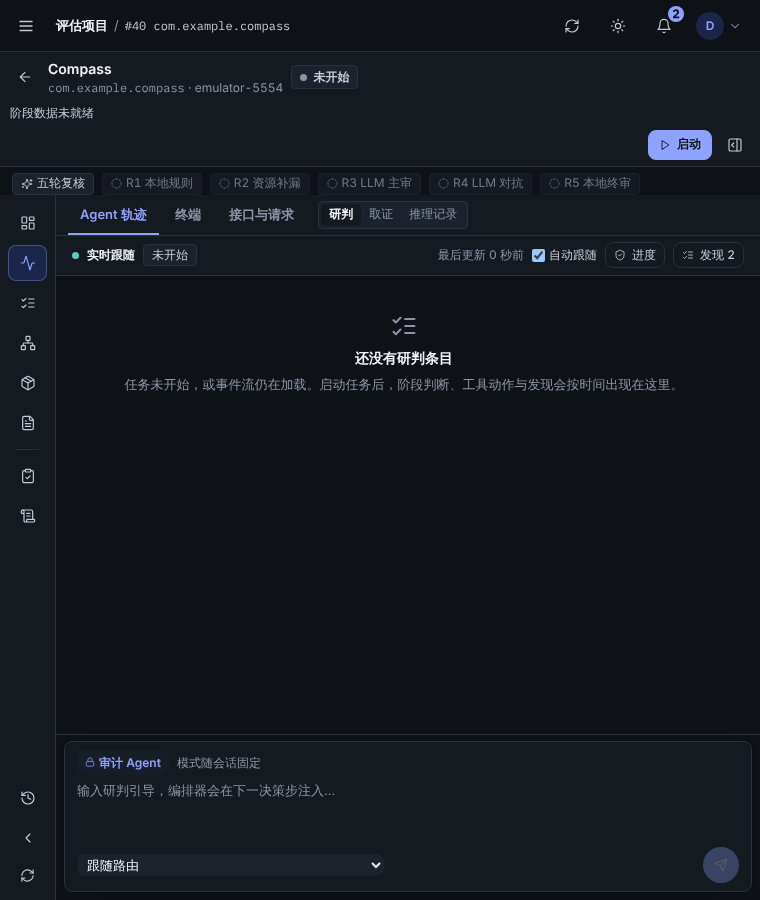 评估项目 / #40 com.example.compass
2
D
Compass
com.example.compass · emulator-5554
未开始
阶段数据未就绪
启动
五轮复核 R1 本地规则 R2 资源补漏 R3 LLM 主审 R4 LLM 对抗 R5 本地终审
Agent 轨迹 终端 接口与请求 研判 取证 推理记录
实时跟随 未开始 最后更新 0 秒前 自动跟随 进度 发现 2
还没有研判条目
任务未开始，或事件流仍在加载。启动任务后，阶段判断、工具动作与发现会按时间出现在这里。
审计 Agent 模式随会话固定
输入研判引导，编排器会在下一决策步注入...
跟随路由